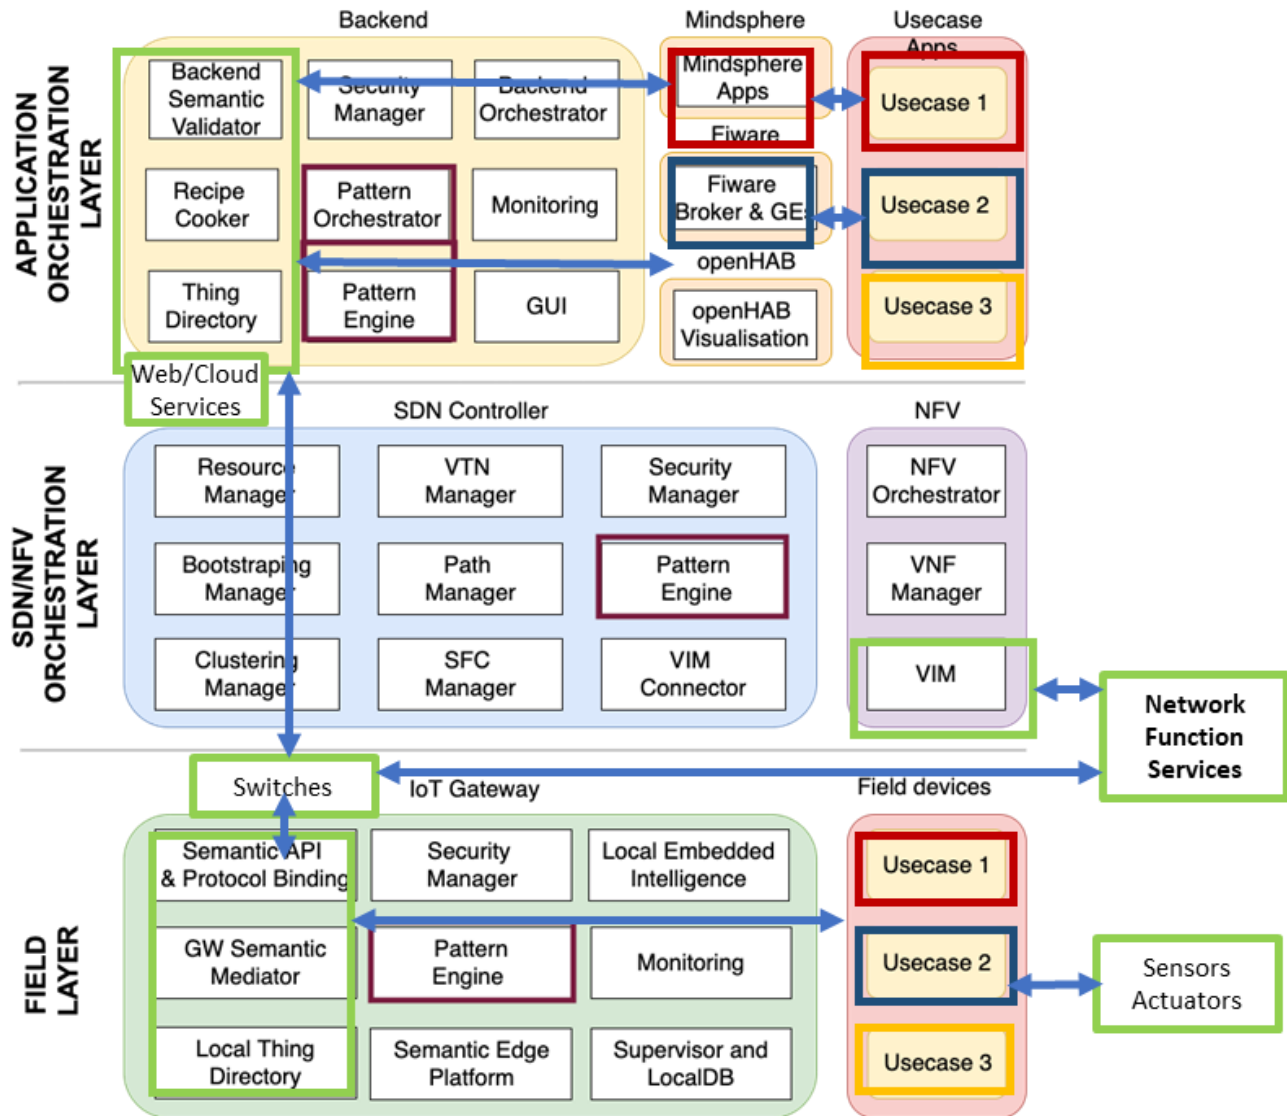 Backend
Mindsphere
Usecase
Apps
APPLICATION
ORCHESTRATION
LAYER
Backend
Semantic
Validator
Security
Manager
Backend
Orchestrator
Mindsphere
Apps
Usecase 1
Fiware
Recipe
Cooker
Pattern
Orchestrator
Monitoring
Fiware
Broker & GEs
Usecase 2
openHAB
Thing
Directory
Pattern
Engine
GUI
openHAB
Visualisation
Usecase 3
Web/Cloud
Services
SDN Controller
NFV
SDN/NFV
ORCHESTRATION
LAYER
Resource
Manager
VTN
Manager
Security
Manager
NFV
Orchestrator
Bootstraping
Manager
Path
Manager
Pattern
Engine
VNF
Manager
Clustering
Manager
SFC
Manager
VIM
Connector
VIM
Network
Function
Services
Switches
IoT Gateway
Field devices
FIELD
LAYER
Semantic API
& Protocol Binding
Security
Manager
Local Embedded
Intelligence
Usecase 1
GW Semantic
Mediator
Pattern
Engine
Monitoring
Usecase 2
Sensors
Actuators
Local Thing
Directory
Semantic Edge
Platform
Supervisor and
LocalDB
Usecase 3